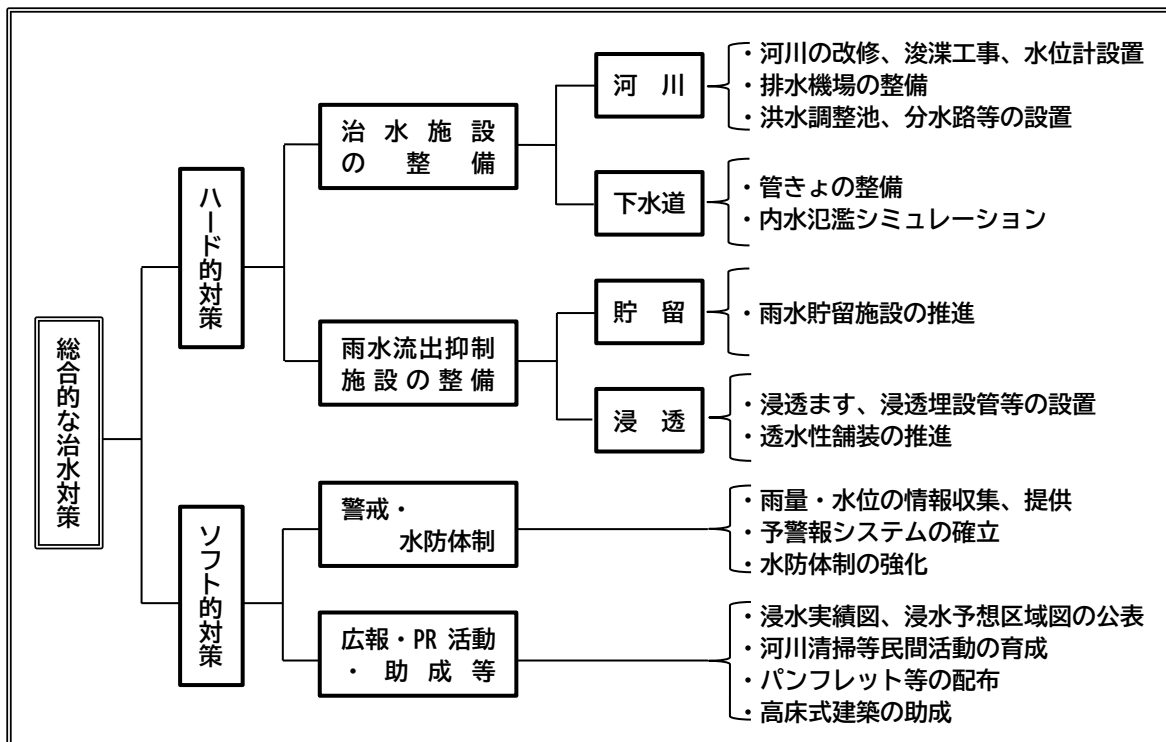 総合的な治水対策
ハード的対策
治水施設
の整備
河川
・河川の改修、浚渫工事、水位計設置
・排水機場の整備
・洪水調整池、分水路等の設置
下水道
・管きょの整備
・内水氾濫シミュレーション
雨水流出抑制
施設の整備
貯留
・雨水貯留施設の推進
浸透
・浸透ます、浸透埋設管等の設置
・透水性舗装の推進
ソフト的対策
警戒・
水防体制
・雨量・水位の情報収集、提供
・予警報システムの確立
・水防体制の強化
広報・PR 活動
・助成等
・浸水実績図、浸水予想区域図の公表
・河川清掃等民間活動の育成
・パンフレット等の配布
・高床式建築の助成